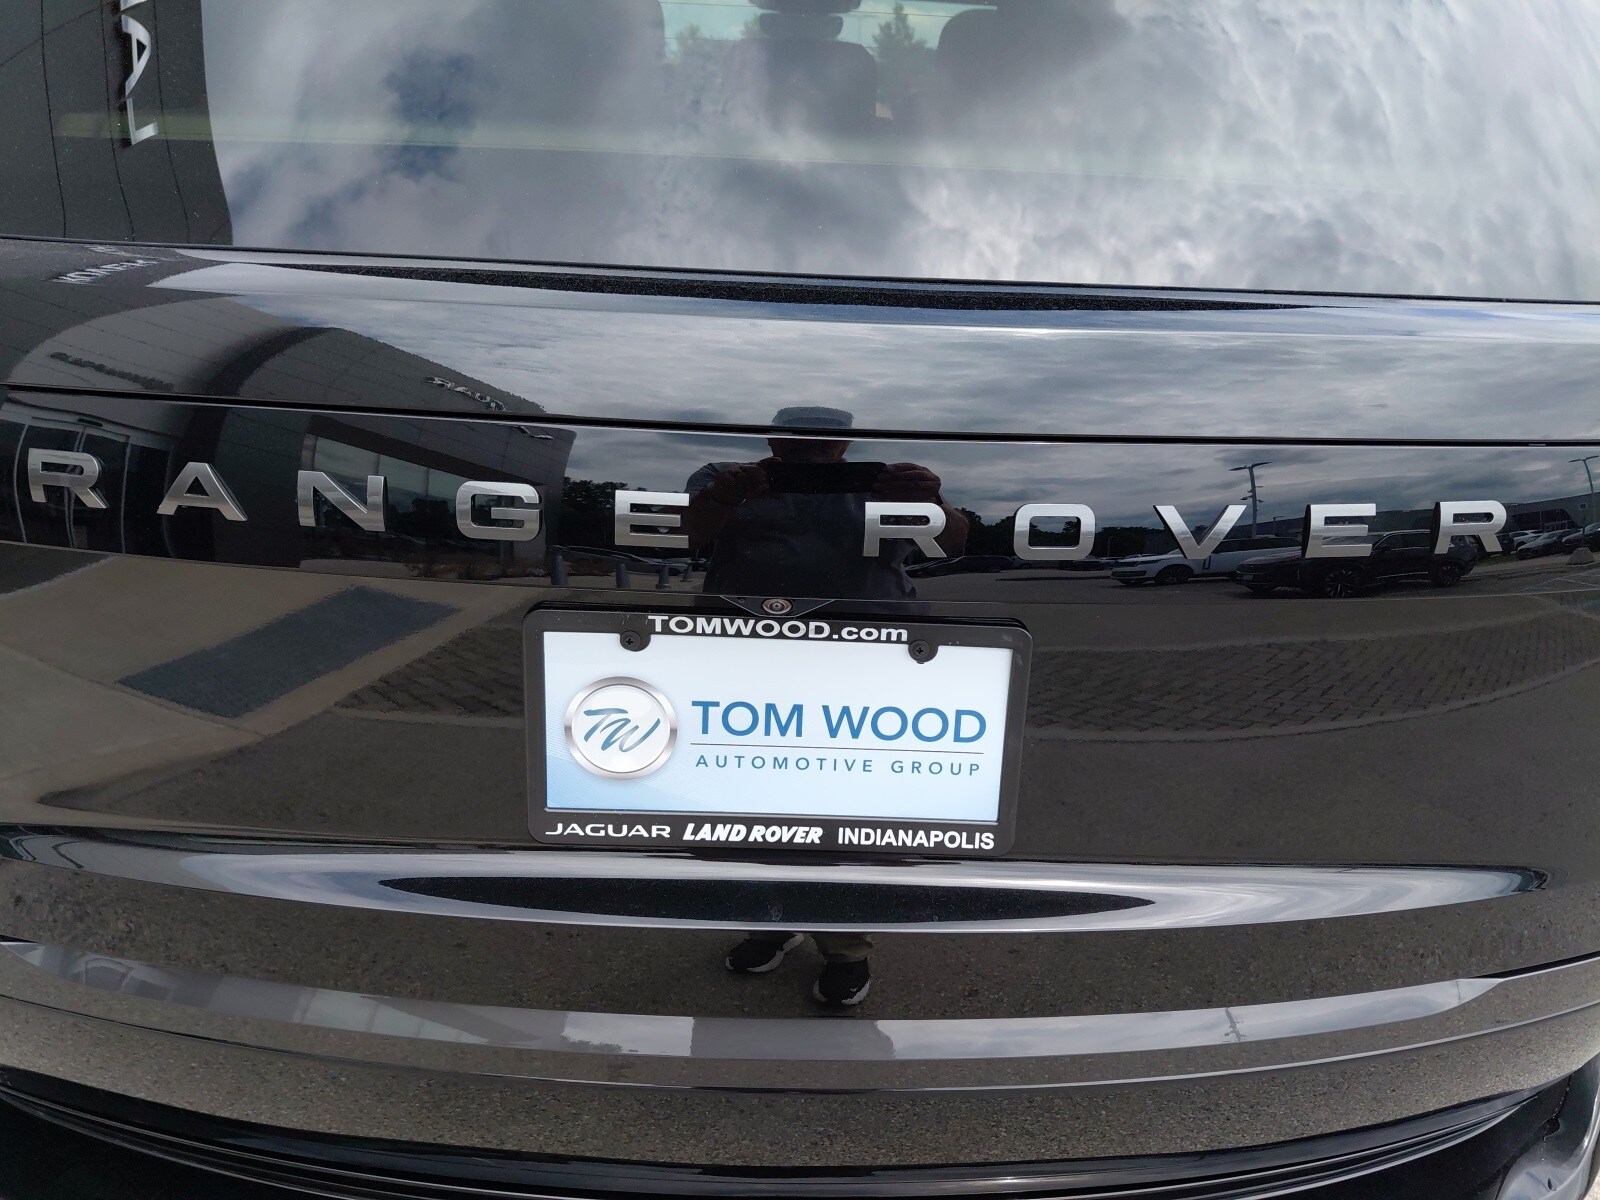 RANGE ROVER
TOMWOOD.com
TW
TOM WOOD
AUTOMOTIVE GROUP
JAGUAR LAND ROVER INDIANAPOLIS